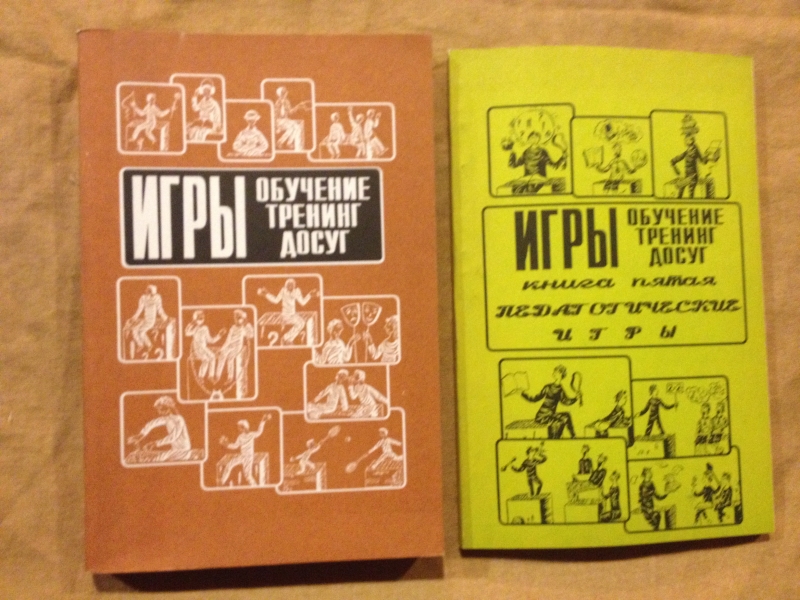 ИГРЫ
ОБУЧЕНИЕ
ТРЕНИНГ
ДОСУГ
ИГРЫ
ОБУЧЕНИЕ
ТРЕНИНГ
ДОСУГ
книга пятая
ПЕДАГОГИЧЕСКИЕ
ИГРЫ